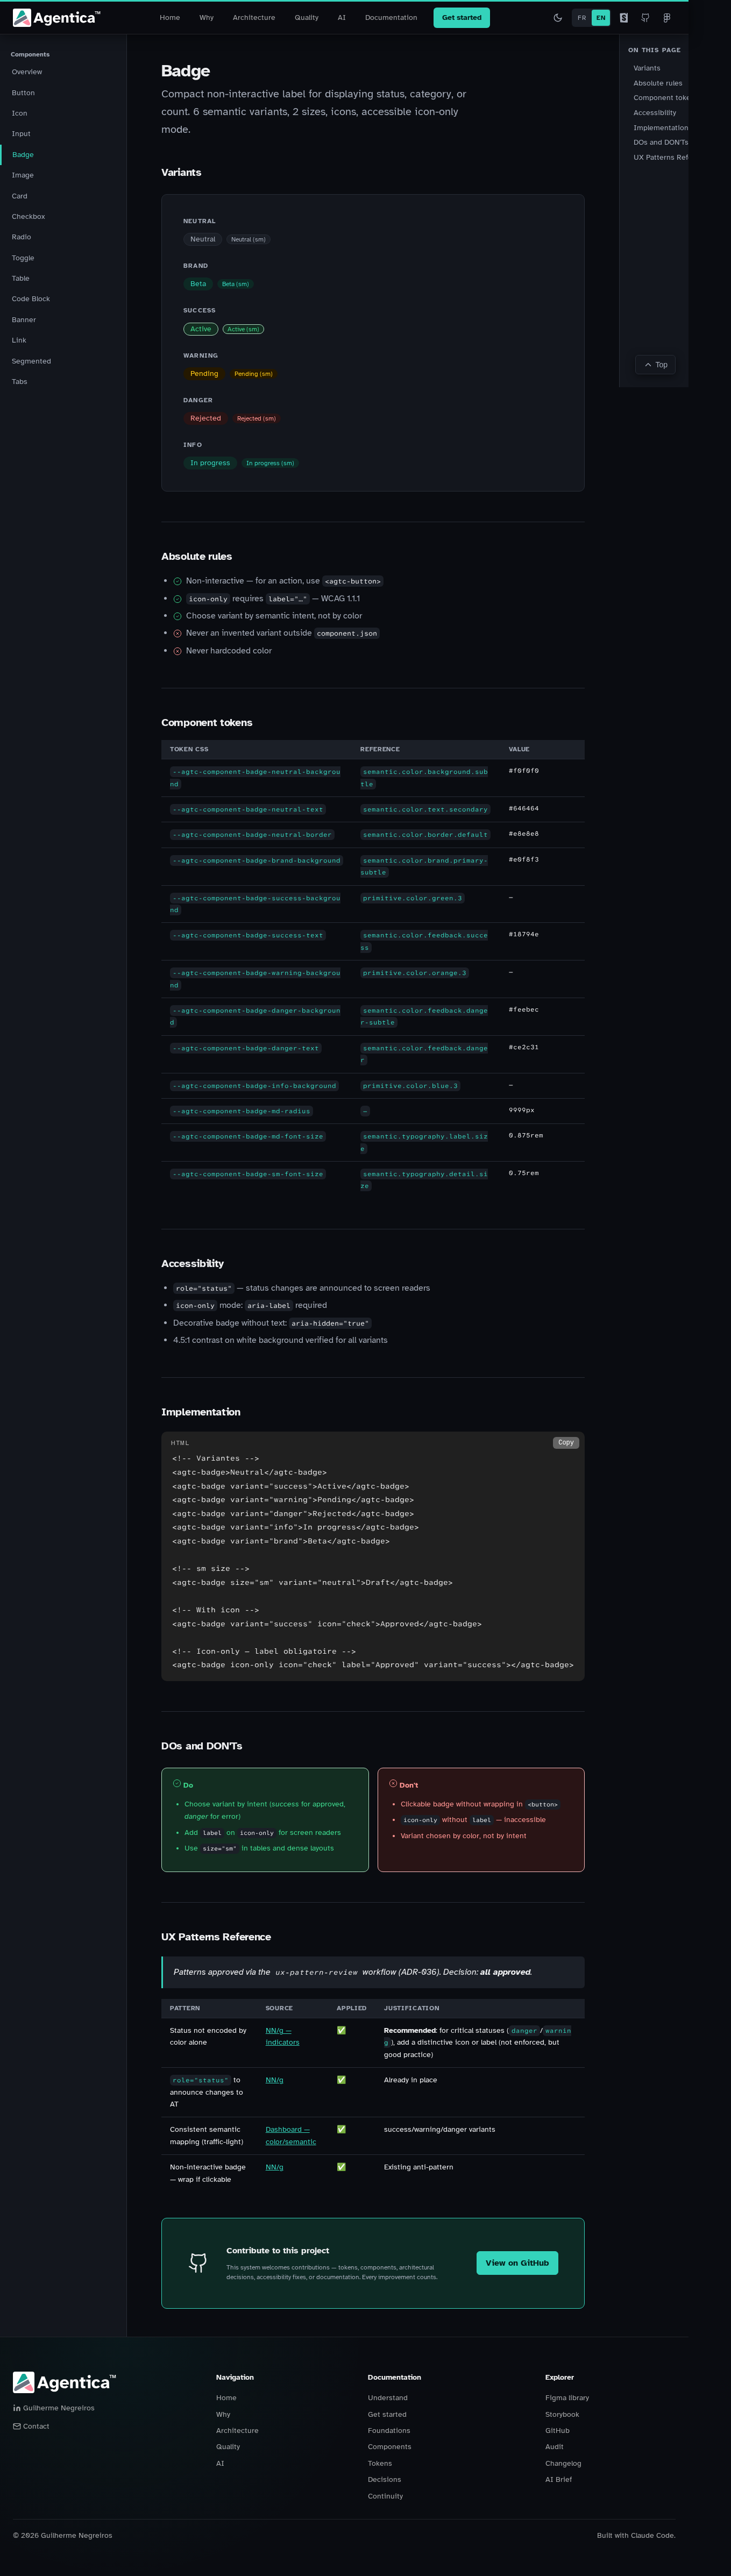 Agentica™
Home
Why
Architecture
Quality
AI
Documentation
Get started
FR
EN
Components
Overview
Button
Icon
Input
Badge
Image
Card
Checkbox
Radio
Toggle
Table
Code Block
Banner
Link
Segmented
Tabs
ON THIS PAGE
Variants
Absolute rules
Component toke
Accessibility
Implementation
DOs and DON'Ts
UX Patterns Ref
Top
Badge
Compact non-interactive label for displaying status, category, or
count. 6 semantic variants, 2 sizes, icons, accessible icon-only
mode.
Variants
NEUTRAL
Neutral Neutral (sm)
BRAND
Beta Beta (sm)
SUCCESS
Active Active (sm)
WARNING
Pending Pending (sm)
DANGER
Rejected Rejected (sm)
INFO
In progress In progress (sm)
Absolute rules
Non-interactive — for an action, use <agtc-button>
icon-only requires label="…" — WCAG 1.1.1
Choose variant by semantic intent, not by color
Never an invented variant outside component.json
Never hardcoded color
Component tokens
TOKEN CSS REFERENCE VALUE
--agtc-component-badge-neutral-backgrou
nd
semantic.color.background.sub
tle
#f0f0f0
--agtc-component-badge-neutral-text semantic.color.text.secondary #646464
--agtc-component-badge-neutral-border semantic.color.border.default #e8e8e8
--agtc-component-badge-brand-background
semantic.color.brand.primary-
subtle
#e0f8f3
--agtc-component-badge-success-backgrou
nd
primitive.color.green.3 —
--agtc-component-badge-success-text
semantic.color.feedback.succe
ss
#18794e
--agtc-component-badge-warning-backgrou
nd
primitive.color.orange.3 —
--agtc-component-badge-danger-backgroun
d
semantic.color.feedback.dange
r-subtle
#feebec
--agtc-component-badge-danger-text
semantic.color.feedback.dange
r
#ce2c31
--agtc-component-badge-info-background primitive.color.blue.3 —
--agtc-component-badge-md-radius — 9999px
--agtc-component-badge-md-font-size
semantic.typography.label.siz
e
0.875rem
--agtc-component-badge-sm-font-size
semantic.typography.detail.si
ze
0.75rem
Accessibility
role="status" — status changes are announced to screen readers
icon-only mode: aria-label required
Decorative badge without text: aria-hidden="true"
4.5:1 contrast on white background verified for all variants
Implementation
HTML
Copy
<!-- Variantes -->
<agtc-badge>Neutral</agtc-badge>
<agtc-badge variant="success">Active</agtc-badge>
<agtc-badge variant="warning">Pending</agtc-badge>
<agtc-badge variant="danger">Rejected</agtc-badge>
<agtc-badge variant="info">In progress</agtc-badge>
<agtc-badge variant="brand">Beta</agtc-badge>
<!-- sm size -->
<agtc-badge size="sm" variant="neutral">Draft</agtc-badge>
<!-- With icon -->
<agtc-badge variant="success" icon="check">Approved</agtc-badge>
<!-- Icon-only — label obligatoire -->
<agtc-badge icon-only icon="check" label="Approved" variant="success"></agtc-badge>
DOs and DON'Ts
Do
Choose variant by intent (success for approved,
danger for error)
Add label on icon-only for screen readers
Use size="sm" in tables and dense layouts
Don't
Clickable badge without wrapping in <button>
icon-only without label — inaccessible
Variant chosen by color, not by intent
UX Patterns Reference
Patterns approved via the ux-pattern-review workflow (ADR-036). Decision: all approved.
PATTERN SOURCE APPLIED JUSTIFICATION
Status not encoded by
color alone
NN/g —
Indicators
✅
Recommended: for critical statuses (danger/warnin
g), add a distinctive icon or label (not enforced, but
good practice)
role="status" to
announce changes to
AT
NN/g
✅
Already in place
Consistent semantic
mapping (traffic-light)
Dashboard —
color/semantic
✅
success/warning/danger variants
Non-interactive badge
— wrap if clickable
NN/g
✅
Existing anti-pattern
Contribute to this project
This system welcomes contributions — tokens, components, architectural
decisions, accessibility fixes, or documentation. Every improvement counts.
View on GitHub
Agentica™
Guilherme Negreiros
Contact
Navigation
Home
Why
Architecture
Quality
AI
Documentation
Understand
Get started
Foundations
Components
Tokens
Decisions
Continuity
Explorer
Figma library
Storybook
GitHub
Audit
Changelog
AI Brief
© 2026 Guilherme Negreiros
Built with Claude Code.